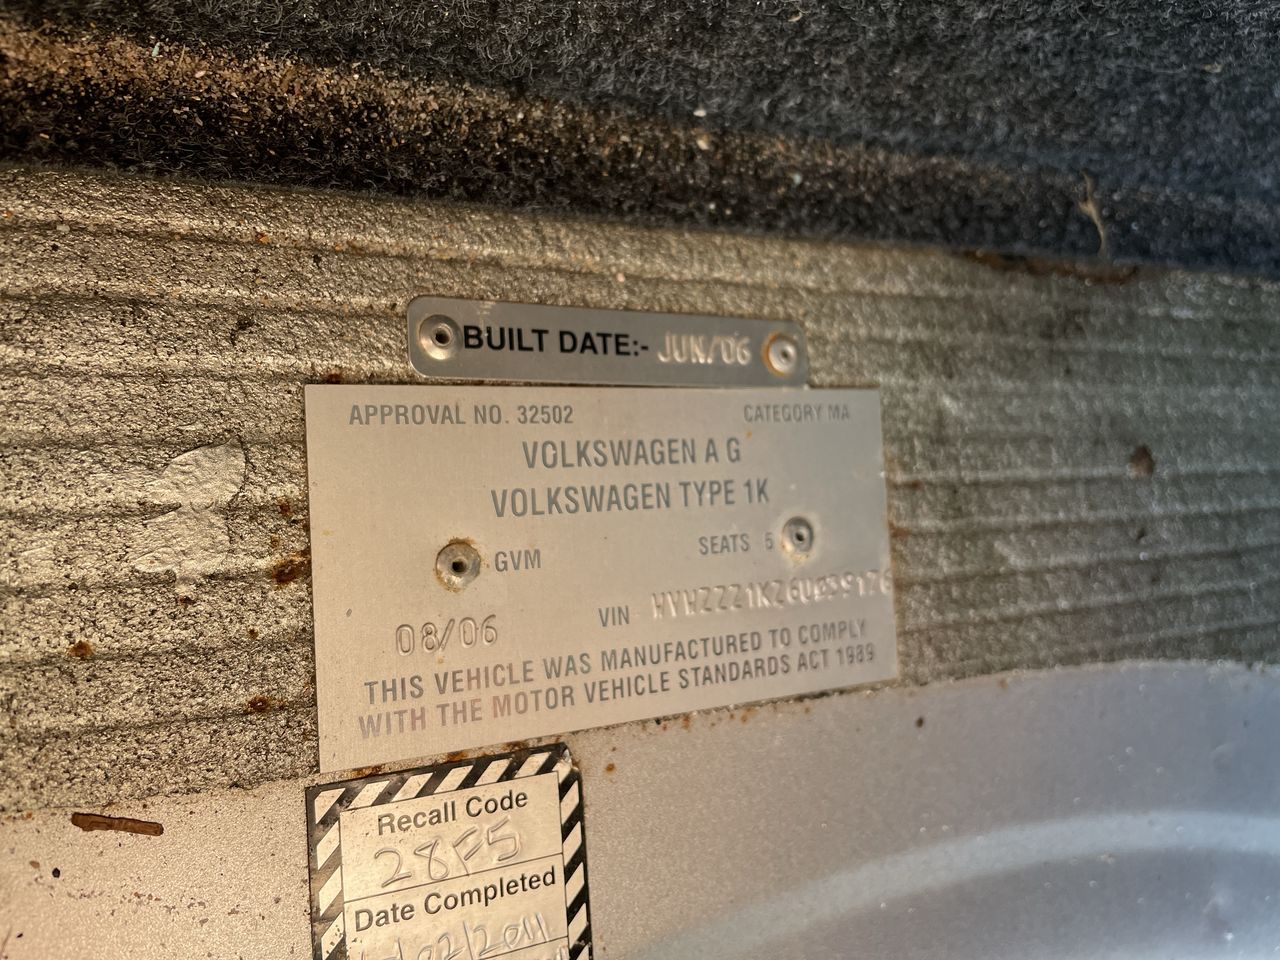 BUILT DATE:- JUN/06
APPROVAL NO. 32502 CATEGORY MA
VOLKSWAGEN A G
VOLKSWAGEN TYPE 1K
GVM SEATS 5
08/06 VIN
THIS VEHICLE WAS MANUFACTURED TO COMPLY
WITH THE MOTOR VEHICLE STANDARDS ACT 1989
Recall Code
28F5
Date Completed